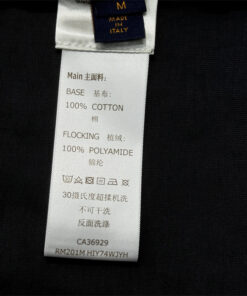 M
MADE IN
ITALY
Main 主面料:
BASE 基布:
100% COTTON
棉
FLOCKING 植绒:
100% POLYAMIDE
锦纶
30摄氏度超揉机洗
不可干洗
反面洗涤
CA36929
RM201M HIY74WJYH